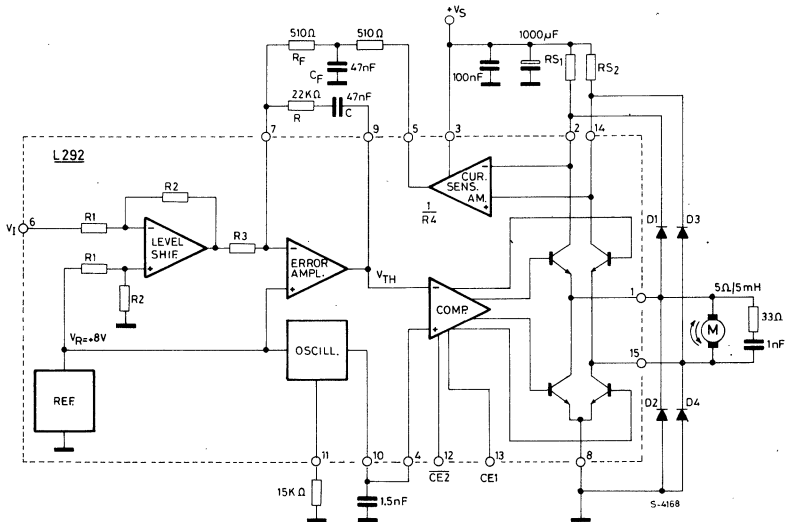 +VS
510Ω
510Ω
1000μF
RF
CF
47nF
100nF
RS1
RS2
22KΩ
47nF
R
C
7
9
5
3
2
14
L292
R2
CUR.
SENS.
AM.
-
+
1/R4
D1
D3
VI
6
R1
-
+
LEVEL
SHIF.
R3
-
+
ERROR
AMPL.
R1
R2
VTH
-
+
COMP.
1
5Ω/5mH
33Ω
M
1nF
VR=+8V
OSCILL.
15
REF.
D2
D4
11
10
4
12
13
8
CE2
CE1
15KΩ
1,5nF
S-4168